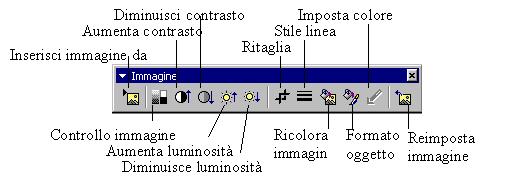 Diminuisci contrasto
Imposta colore
Aumenta contrasto
Stile linea
Ritaglia
Inserisci immagine da
Immagine
Controllo immagine
Aumenta luminosità
Diminuisce luminosità
Ricolora
immagin
Formato
oggetto
Reimposta
immagine